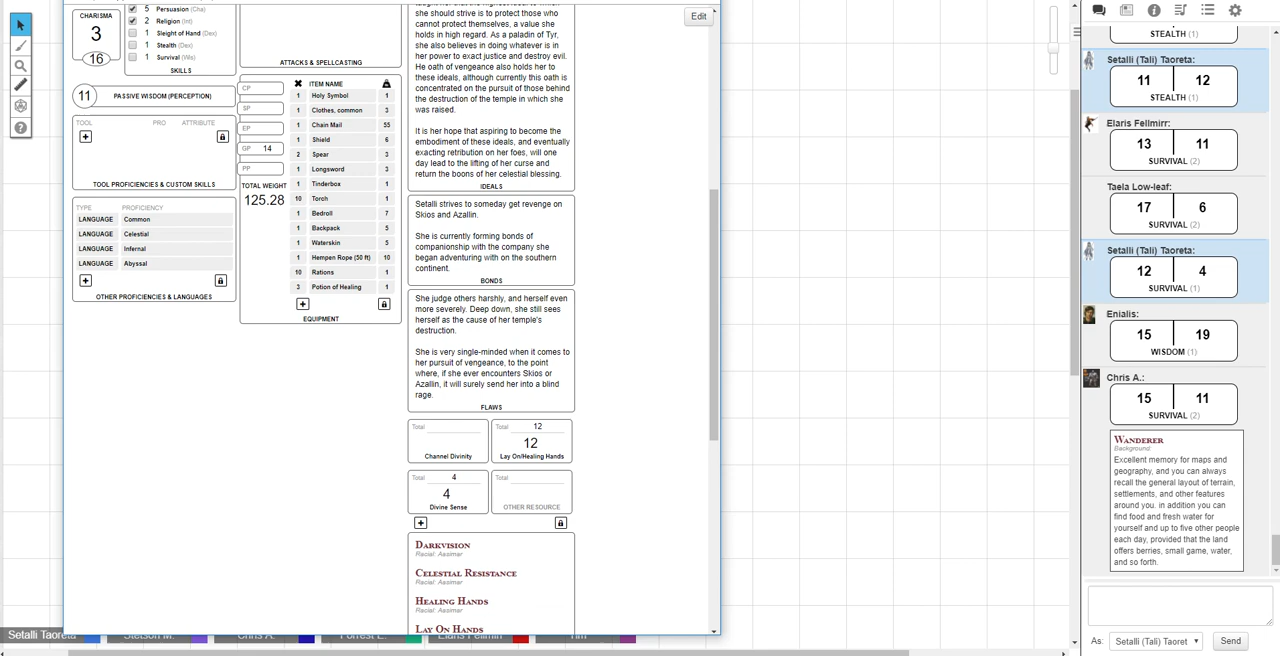 CHARISMA
3
16
5 Persuasion (Cha)
2 Religion (Int)
1 Sleight of Hand (Dex)
1 Stealth (Dex)
1 Survival (Wis)
SKILLS
11 PASSIVE WISDOM (PERCEPTION)
TOOL PRO ATTRIBUTE
+
TOOL PROFICIENCIES & CUSTOM SKILLS
TYPE PROFICIENCY
LANGUAGE Common
LANGUAGE Celestial
LANGUAGE Infernal
LANGUAGE Abyssal
+
OTHER PROFICIENCIES & LANGUAGES
ATTACKS & SPELLCASTING
CP
SP
EP
GP 14
PP
TOTAL WEIGHT
125.28
ITEM NAME
1 Holy Symbol 1
1 Clothes, common 3
1 Chain Mail 55
1 Shield 6
2 Spear 3
1 Longsword 3
1 Tinderbox 1
10 Torch 1
1 Bedroll 7
1 Backpack 5
1 Waterskin 5
1 Hempen Rope (50 ft) 10
10 Rations 1
3 Potion of Healing 1
+
EQUIPMENT
she should strive is to protect those who
cannot protect themselves, a value she
holds in high regard. As a paladin of Tyr,
she also believes in doing whatever is in
her power to exact justice and destroy evil.
He oath of vengeance also holds her to
these ideals, although currently this oath is
concentrated on the pursuit of those behind
the destruction of the temple in which she
was raised.
It is her hope that aspiring to become the
embodiment of these ideals, and eventually
exacting retribution on her foes, will one
day lead to the lifting of her curse and
return the boons of her celestial blessing.
IDEALS
Setalli strives to someday get revenge on
Skios and Azallin.
She is currently forming bonds of
companionship with the company she
began adventuring with on the southern
continent.
BONDS
She judge others harshly, and herself even
more severely. Deep down, she still sees
herself as the cause of her temple's
destruction.
She is very single-minded when it comes to
her pursuit of vengeance, to the point
where, if she ever encounters Skios or
Azallin, it will surely send her into a blind
rage.
FLAWS
Total
Channel Divinity
Total 12
12
Lay On/Healing Hands
Total 4
4
Divine Sense
Total
OTHER RESOURCE
+
DARKVISION
Racial: Assimar
CELESTIAL RESISTANCE
Racial: Assimar
HEALING HANDS
Racial: Assimar
LAY ON HANDS
Edit
STEALTH (1)
Setalli (Tali) Taoreta:
11 12
STEALTH (1)
Elaris Fellmirr:
13 11
SURVIVAL (2)
Taela Low-leaf:
17 6
SURVIVAL (2)
Setalli (Tali) Taoreta:
12 4
SURVIVAL (1)
Enialis:
15 19
WISDOM (1)
Chris A.:
15 11
SURVIVAL (2)
WANDERER
Background:
Excellent memory for maps and
geography, and you can always
recall the general layout of terrain,
settlements, and other features
around you. in addition you can
find food and fresh water for
yourself and up to five other people
each day, provided that the land
offers berries, small game, water,
and so forth.
As: Setalli (Tali) Taoret
Send
Setalli Taoreta Stetson M. Chris A. Forrest E. Elaris Fellmirr